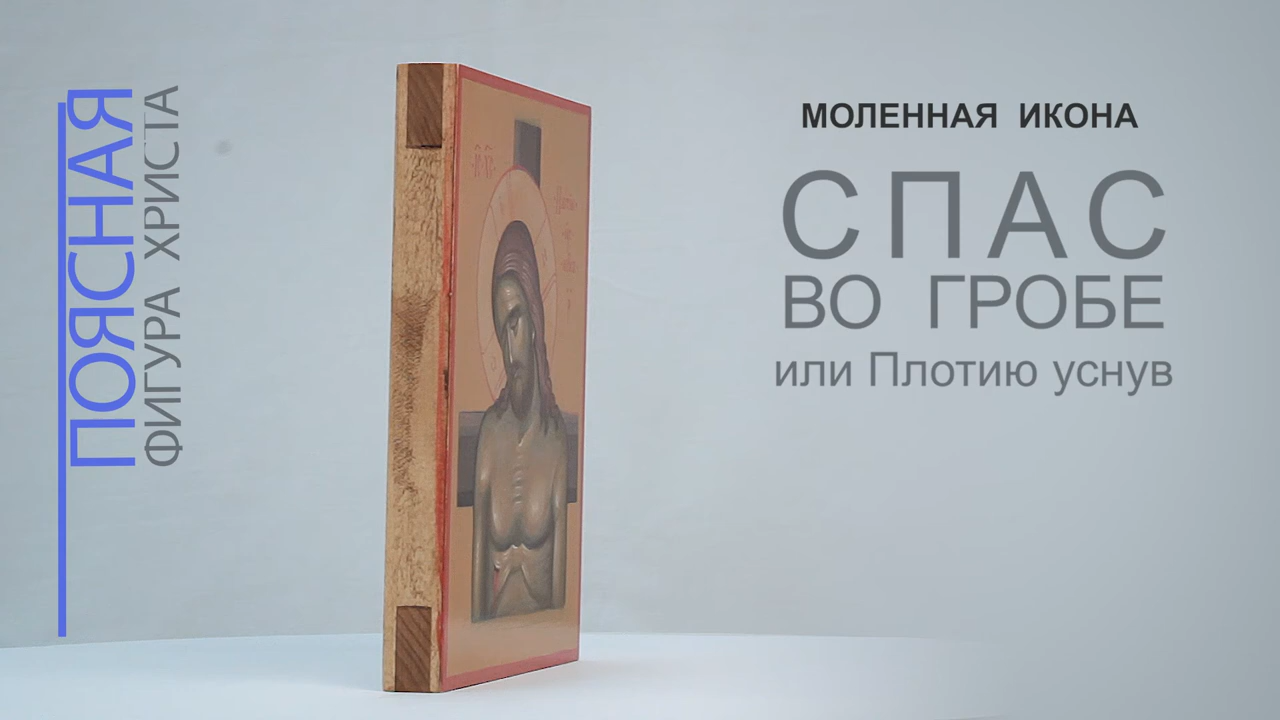 ПОЯСНАЯ
ФИГУРА ХРИСТА
МОЛЕННАЯ ИКОНА
СПАС
ВО ГРОБЕ
или Плотию уснув